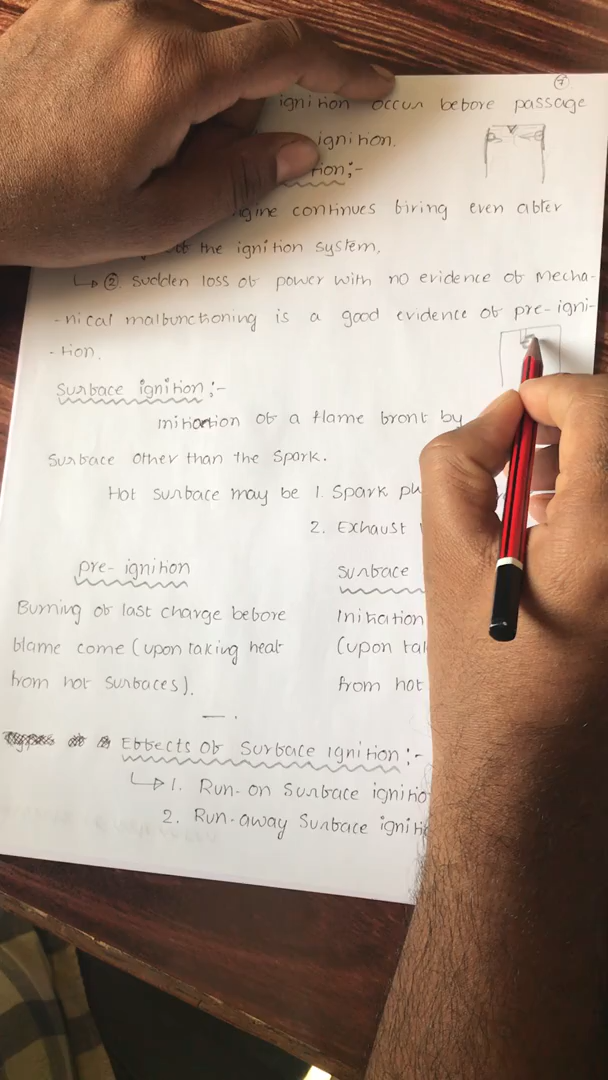 7
ignition occur before passage
ignition.
tion;-
gine continues firing even after
the ignition system,
↳ ② Sudden loss of power with no evidence of mecha-
-nical malfunctioning is a good evidence of pre-igni-
-tion.
Surface ignition:-
initiation of a flame front by
Surface other than the spark.
Hot surface may be 1. Spark pl
2. Exhaust
pre-ignition
Surface
Burning of last charge before
Initiation
flame come (upon taking heat
(upon tak
from hot surfaces).
from hot
Effects of Surface ignition:-
↳ 1. Run-on Surface ignitio
2. Run-away Surface igniti